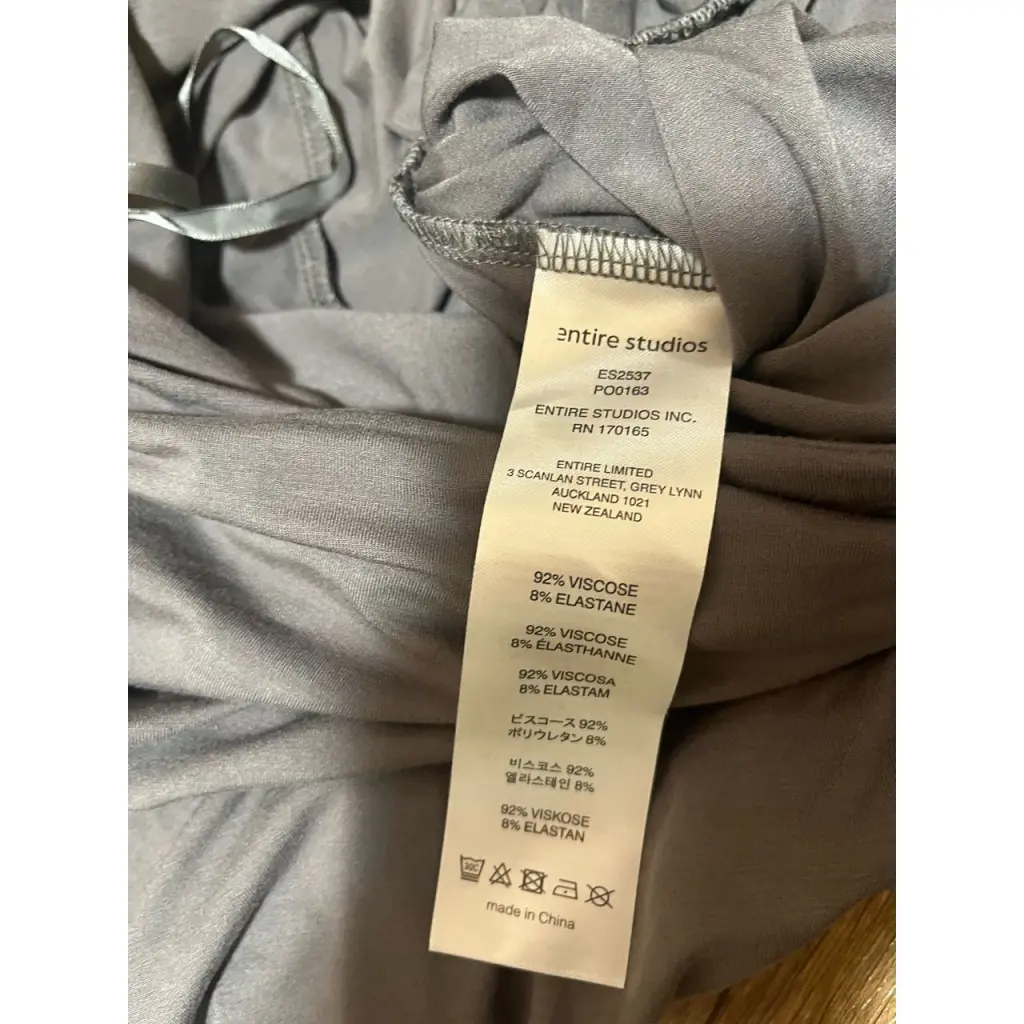 entire studios
ES2537
PO0163
ENTIRE STUDIOS INC.
RN 170165
ENTIRE LIMITED
3 SCANLAN STREET, GREY LYNN
AUCKLAND 1021
NEW ZEALAND
92% VISCOSE
8% ELASTANE
92% VISCOSE
8% ÉLASTHANNE
92% VISCOSA
8% ELASTAM
ビスコース 92%
ポリウレタン 8%
비스코스 92%
엘라스테인 8%
92% VISKOSE
8% ELASTAN
30C
made in China